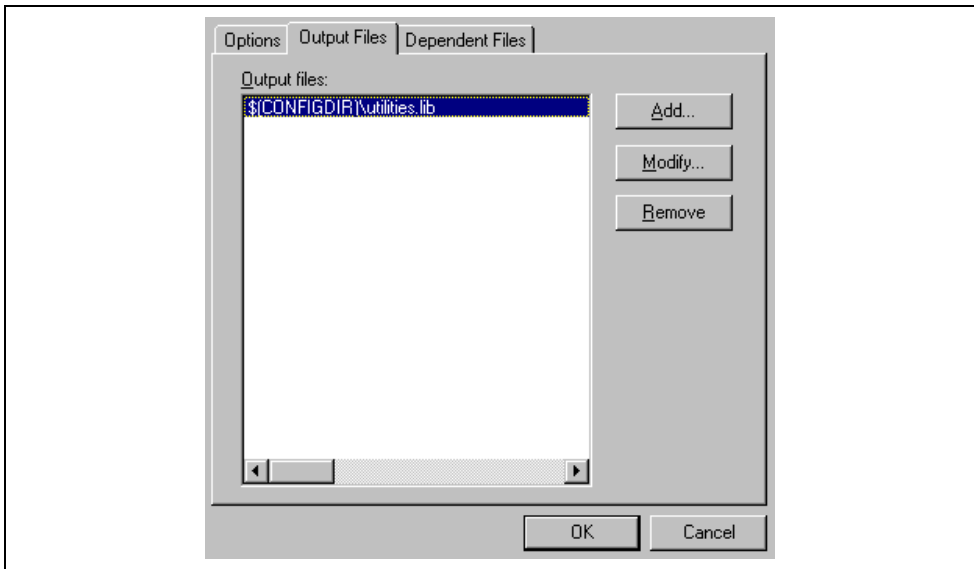 Options Output Files Dependent Files
Output files:
$(CONFIGDIR)\utilities.lib
Add...
Modify...
Remove
OK Cancel